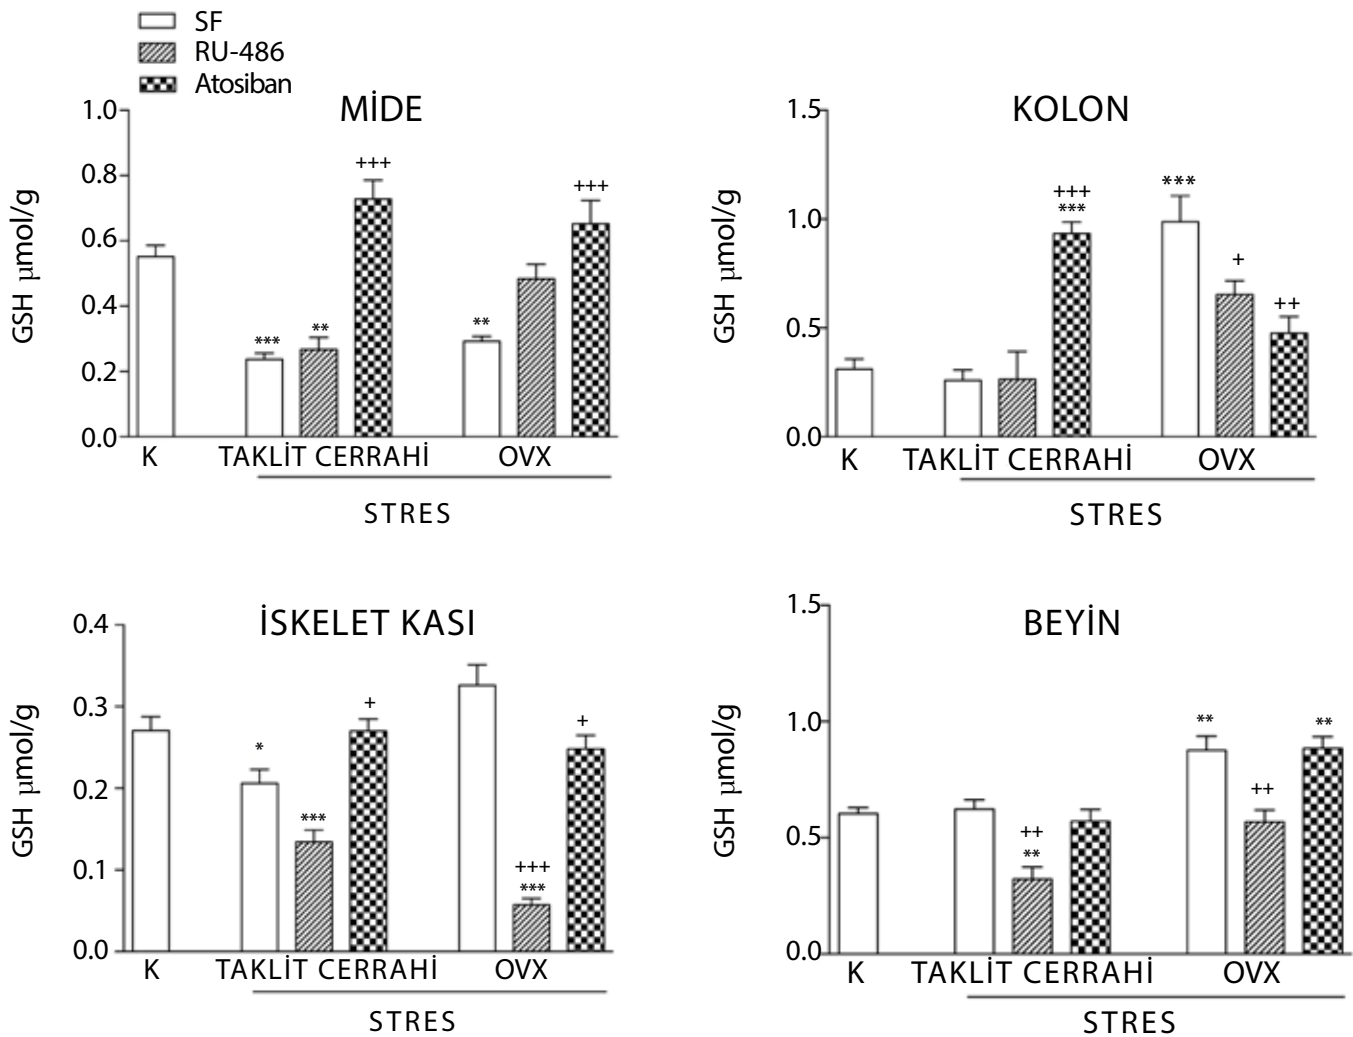 SF
RU-486
Atosiban
MİDE
GSH μmol/g
1.0
0.8
0.6
0.4
0.2
0.0
***
**
+++
**
+++
K
TAKLİT CERRAHİ
OVX
STRES
KOLON
GSH μmol/g
1.5
1.0
0.5
0.0
+++
***
***
+
++
K
TAKLİT CERRAHİ
OVX
STRES
İSKELET KASI
GSH μmol/g
0.4
0.3
0.2
0.1
0.0
*
***
+
+++
***
+
K
TAKLİT CERRAHİ
OVX
STRES
BEYİN
GSH μmol/g
1.5
1.0
0.5
0.0
++
**
**
++
**
K
TAKLİT CERRAHİ
OVX
STRES